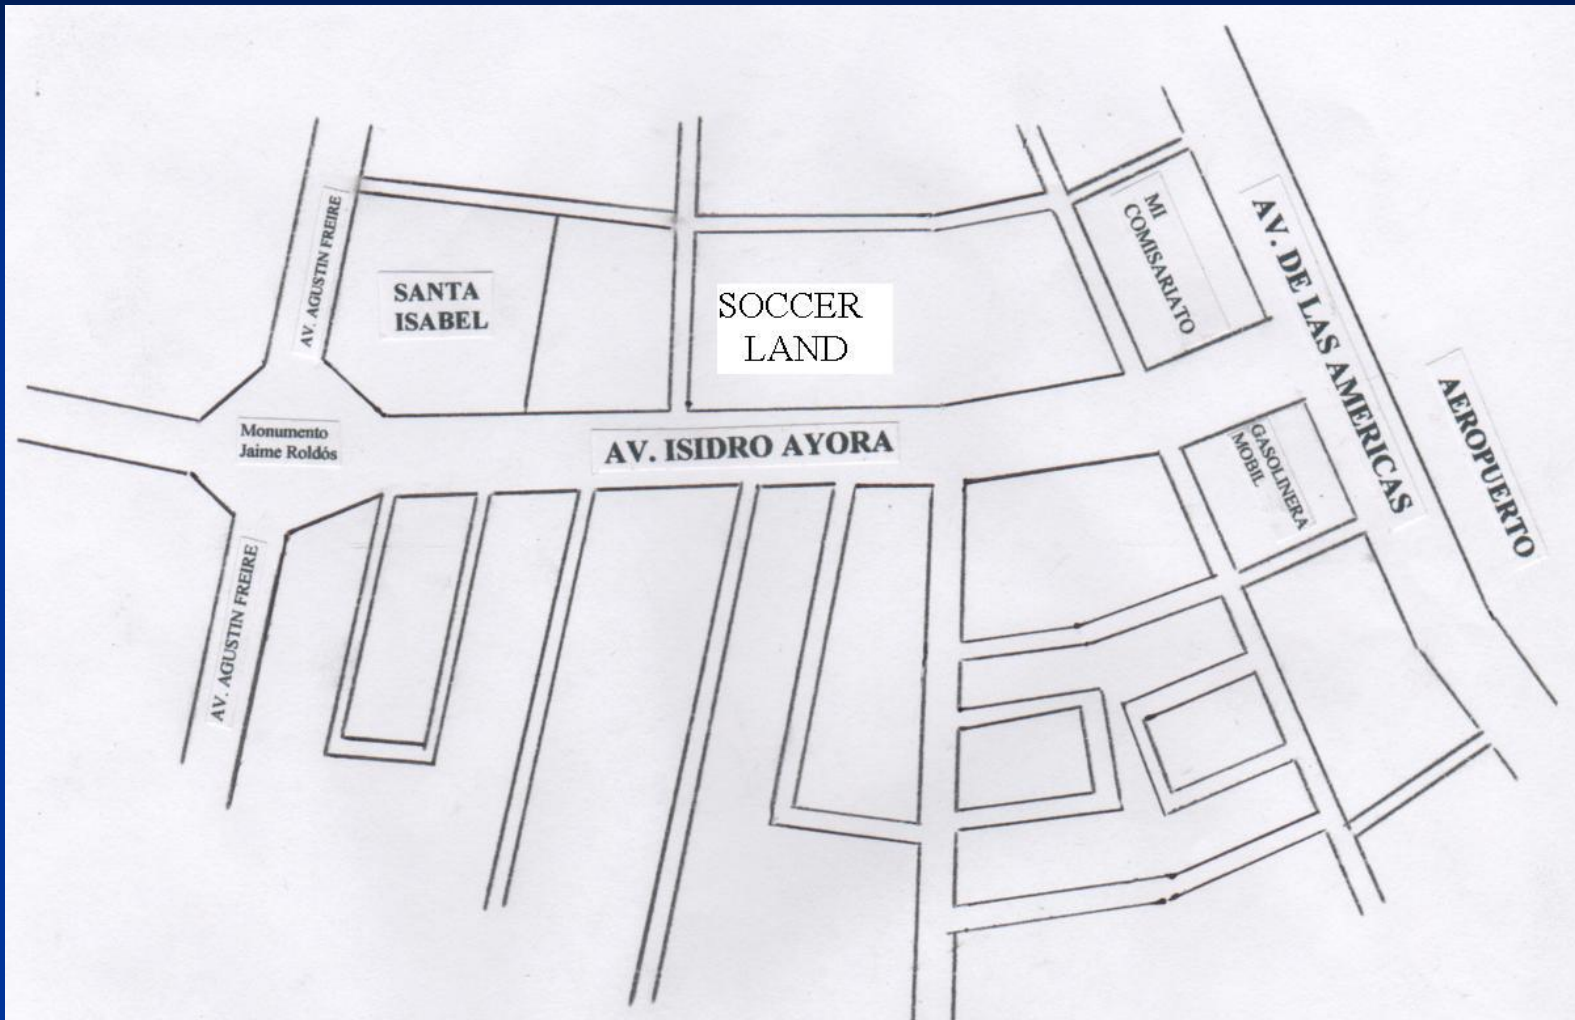 AV. AGUSTIN FREIRE
SANTA
ISABEL
SOCCER
LAND
MI
COMISARIATO
AV. DE LAS AMERICAS
AEROPUERTO
Monumento
Jaime Roldós
AV. ISIDRO AYORA
GASOLINERA
MOBIL
AV. AGUSTIN FREIRE